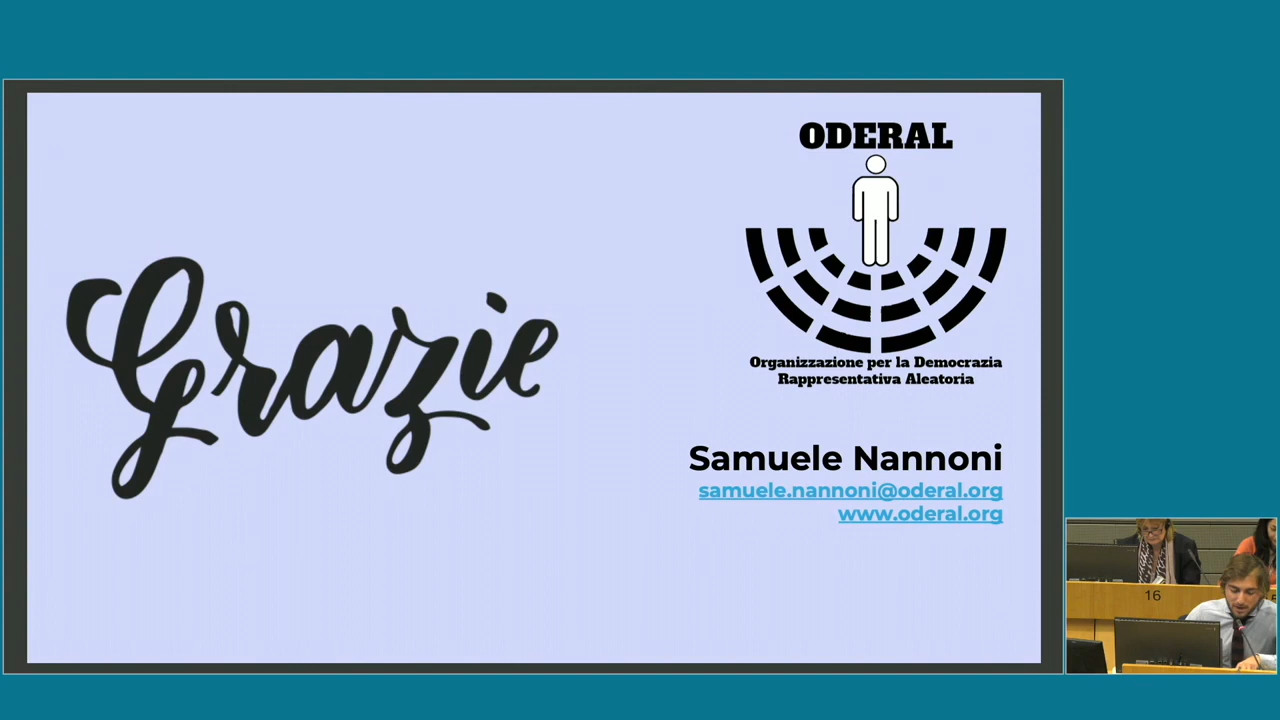 Grazie
ODERAL
Organizzazione per la Democrazia
Rappresentativa Aleatoria
Samuele Nannoni
samuele.nannoni@oderal.org
www.oderal.org
16